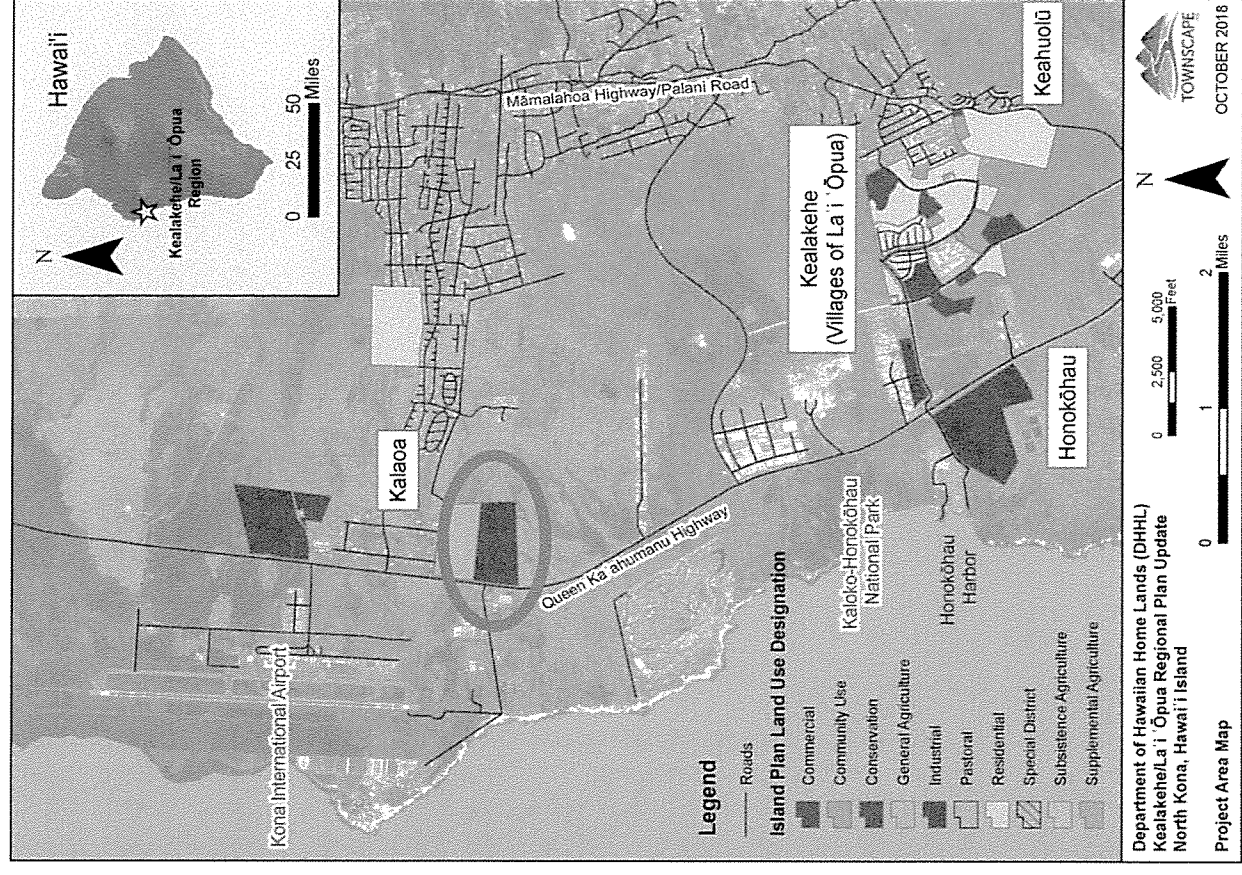 Hawai'i
N
Kealakehe/La'i 'Ōpua
Region
0 25 50
Miles
Māmalahoa Highway/Palani Road
Keahuolū
Kealakehe
(Villages of La'i 'Ōpua)
Kalaoa
Kona International Airport
Queen Ka'ahumanu Highway
Kaloko-Honokōhau
National Park
Honokōhau
Harbor
Honokōhau
Legend
Roads
Island Plan Land Use Designation
Commercial
Community Use
Conservation
General Agriculture
Industrial
Pastoral
Residential
Special District
Subsistence Agriculture
Supplemental Agriculture
Department of Hawaiian Home Lands (DHHL)
Kealakehe/La'i 'Ōpua Regional Plan Update
North Kona, Hawai'i Island
Project Area Map
0 2,500 5,000
Feet
0 1 2
Miles
N
TOWNSCAPE
OCTOBER 2018